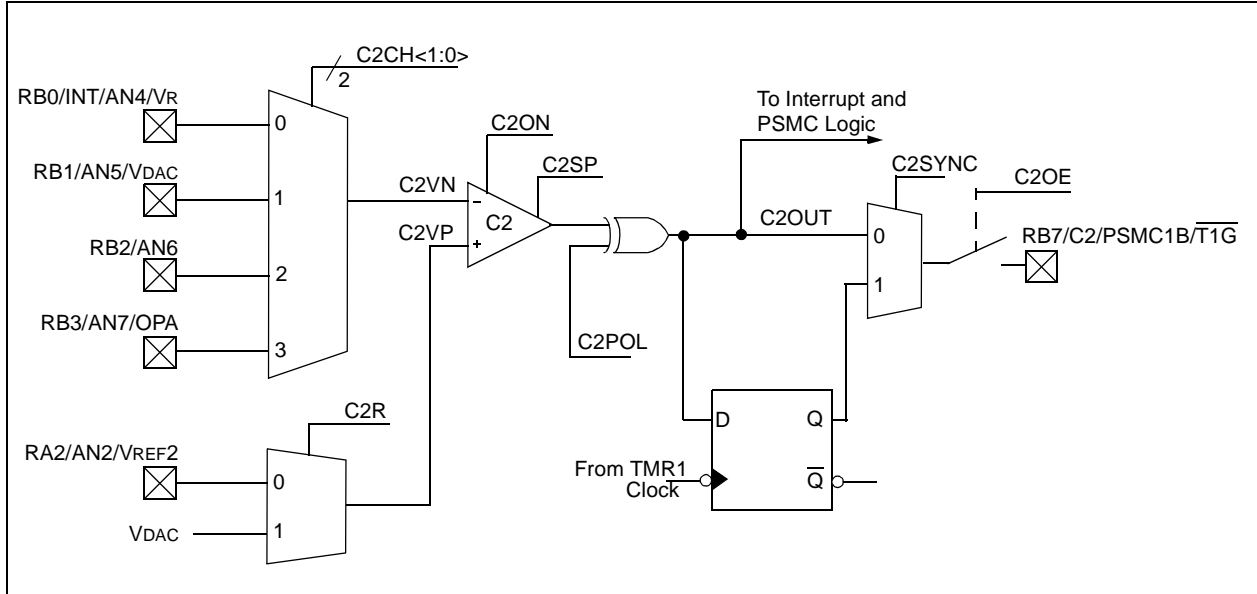 C2CH<1:0>
2
RB0/INT/AN4/VR
0
RB1/AN5/VDAC
1
RB2/AN6
2
RB3/AN7/OPA
3
C2R
RA2/AN2/VREF2
0
VDAC
1
C2VN
C2VP
C2ON
C2SP
-
C2
+
C2POL
To Interrupt and
PSMC Logic
C2OUT
C2SYNC
0
1
C2OE
RB7/C2/PSMC1B/T̅1̅G̅
D
Q
From TMR1
Clock
Q̅